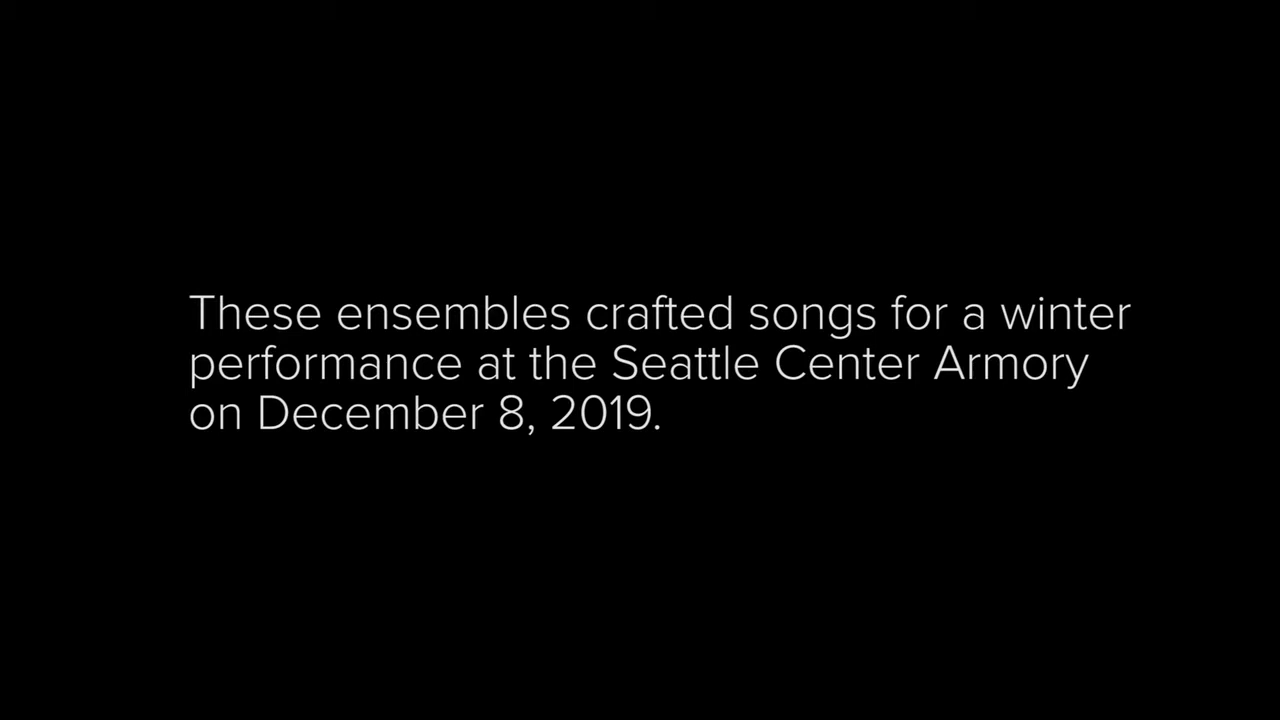 These ensembles crafted songs for a winter
performance at the Seattle Center Armory
on December 8, 2019.